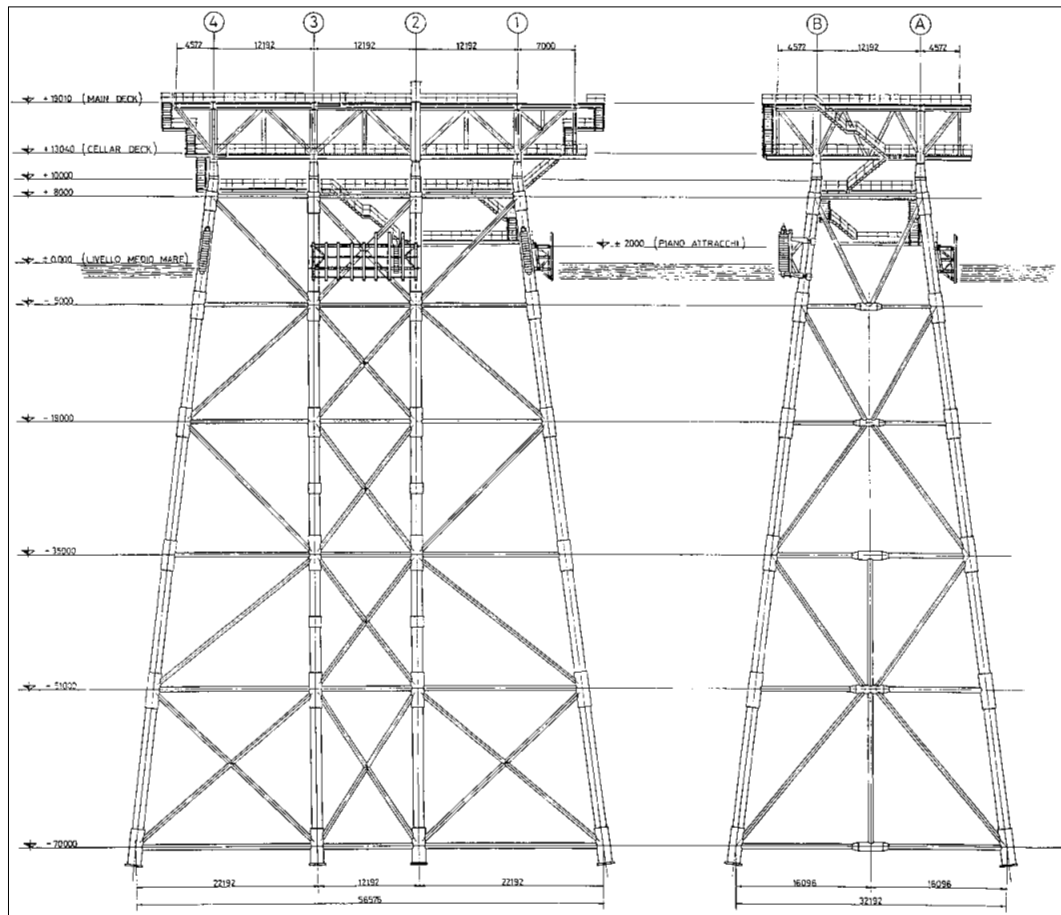 4 3 2 1 B A
4572 12192 12192 12192 7000 4572 12192 4572
+ 19010 (MAIN DECK)
+ 13040 (CELLAR DECK)
+ 10000
+ 8000
± 2000 (PIANO ATTRACCHI)
± 0.000 (LIVELLO MEDIO MARE)
- 5000
- 19000
- 35000
- 51000
- 70000
22192 12192 22192 16096 16096
56576 32192